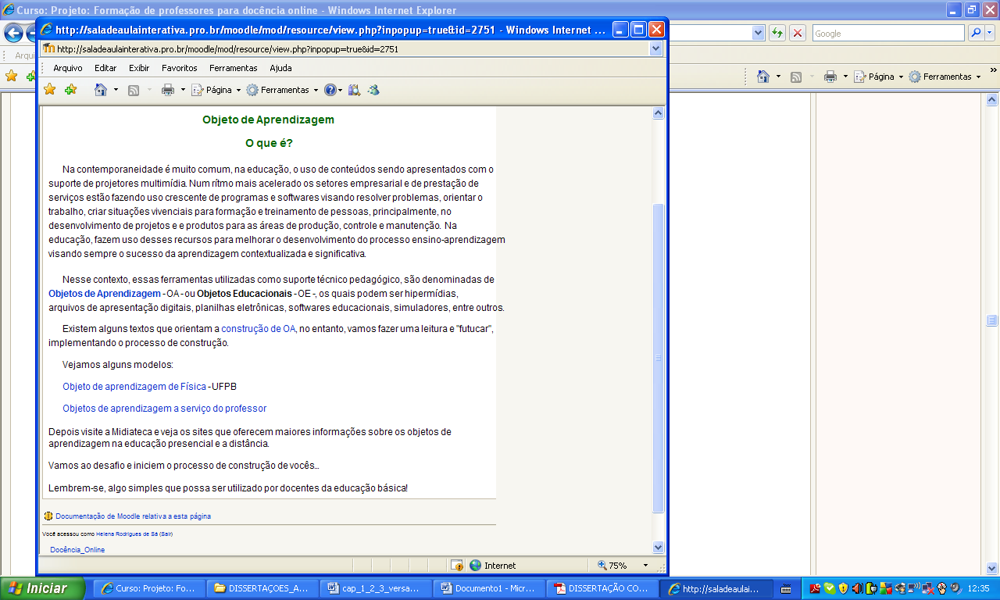 Curso: Projeto: Formação de professores para docência online - Windows Internet Explorer
http://saladeaulainterativa.pro.br/moodle/mod/resource/view.php?inpopup=true&id=2751 - Windows Internet ...
Google
http://saladeaulainterativa.pro.br/moodle/mod/resource/view.php?inpopup=true&id=2751
Arqui
Arquivo Editar Exibir Favoritos Ferramentas Ajuda
Página Ferramentas
Página Ferramentas
Objeto de Aprendizagem
O que é?
Na contemporaneidade é muito comum, na educação, o uso de conteúdos sendo apresentados com o
suporte de projetores multimídia. Num rítmo mais acelerado os setores empresarial e de prestação de
serviços estão fazendo uso crescente de programas e softwares visando resolver problemas, orientar o
trabalho, criar situações vivenciais para formação e treinamento de pessoas, principalmente, no
desenvolvimento de projetos e e produtos para as áreas de produção, controle e manutenção. Na
educação, fazem uso desses recursos para melhorar o desenvolvimento do processo ensino-aprendizagem
visando sempre o sucesso da aprendizagem contextualizada e significativa.
Nesse contexto, essas ferramentas utilizadas como suporte técnico pedagógico, são denominadas de
Objetos de Aprendizagem - OA - ou Objetos Educacionais - OE -, os quais podem ser hipermídias,
arquivos de apresentação digitais, planilhas eletrônicas, softwares educacionais, simuladores, entre outros.
Existem alguns textos que orientam a construção de OA, no entanto, vamos fazer uma leitura e "futucar",
implementando o processo de construção.
Vejamos alguns modelos:
Objeto de aprendizagem de Física - UFPB
Objetos de aprendizagem a serviço do professor
Depois visite a Midiateca e veja os sites que oferecem maiores informações sobre os objetos de
aprendizagem na educação presencial e a distância.
Vamos ao desafio e iniciem o processo de construção de vocês...
Lembrem-se, algo simples que possa ser utilizado por docentes da educação básica!
Documentação de Moodle relativa a esta página
Você acessou como Helena Rodrigues de Sá (Sair)
Docência_Online
Internet 75%
Iniciar Curso: Projeto: Fo... DISSERTAÇOES_A... cap_1_2_3_versa... Documento1 - Micr... DISSERTAÇÃO CO... http://saladeaulai... 12:35